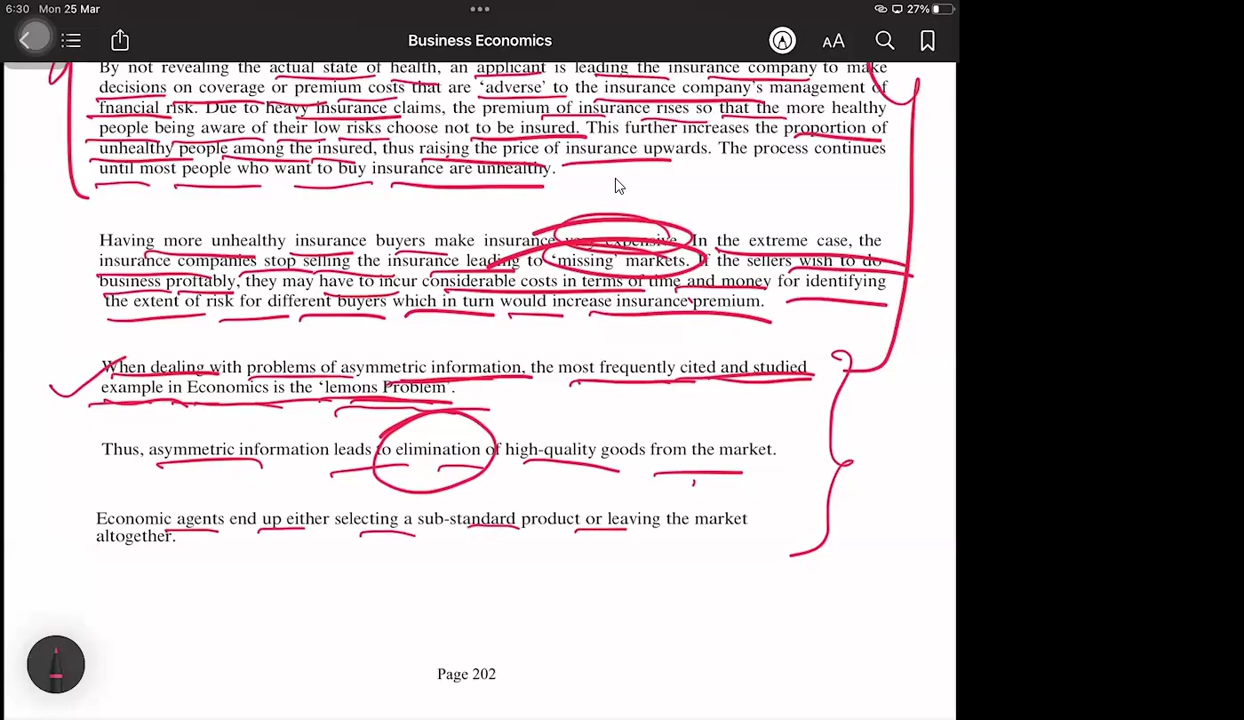 6:30 Mon 25 Mar
27%
Business Economics
AA
By not revealing the actual state of health, an applicant is leading the insurance company to make
decisions on coverage or premium costs that are ‘adverse’ to the insurance company’s management of
financial risk. Due to heavy insurance claims, the premium of insurance rises so that the more healthy
people being aware of their low risks choose not to be insured. This further increases the proportion of
unhealthy people among the insured, thus raising the price of insurance upwards. The process continues
until most people who want to buy insurance are unhealthy.
Having more unhealthy insurance buyers make insurance very expensive. In the extreme case, the
insurance companies stop selling the insurance leading to ‘missing’ markets. If the sellers wish to do
business proftably, they may have to incur considerable costs in terms of time and money for identifying
the extent of risk for different buyers which in turn would increase insurance premium.
When dealing with problems of asymmetric information, the most frequently cited and studied
example in Economics is the ‘lemons Problem’.
Thus, asymmetric information leads to elimination of high-quality goods from the market.
Economic agents end up either selecting a sub-standard product or leaving the market
altogether.
Page 202